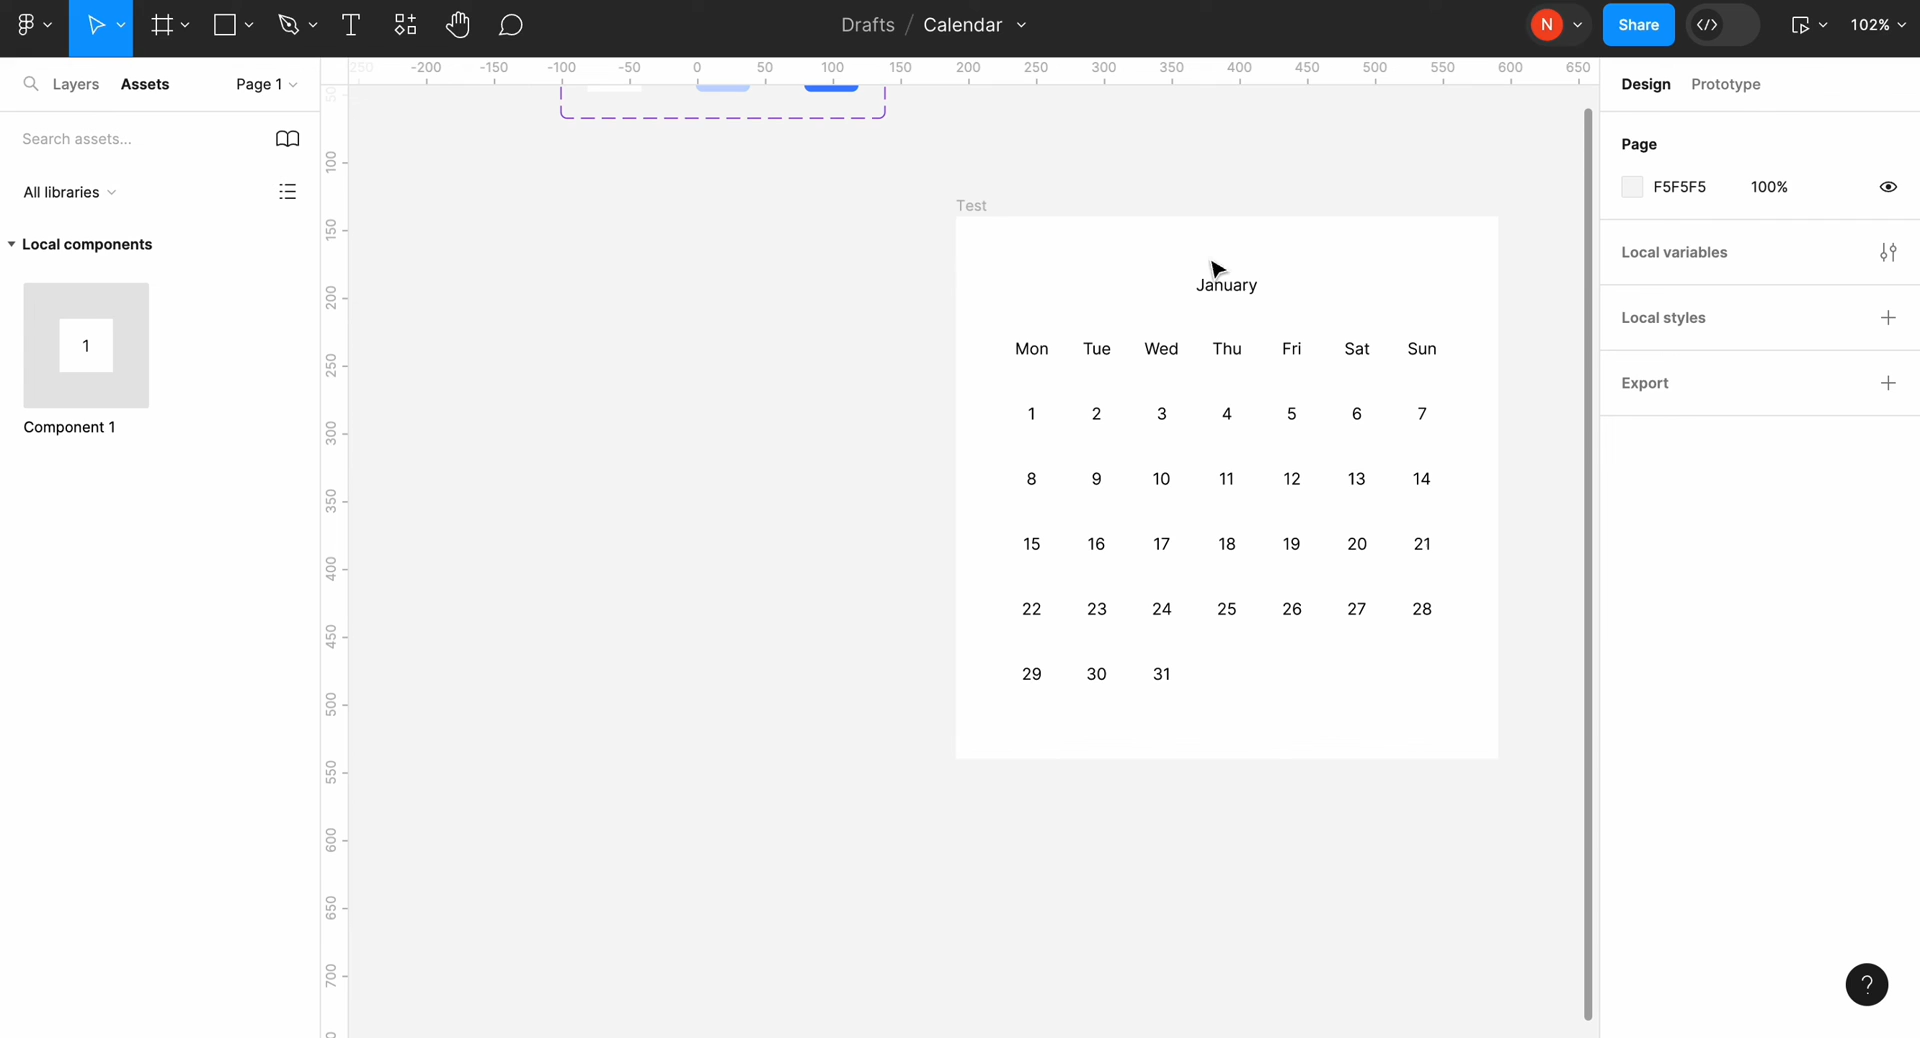 Drafts / Calendar
N
Share
102%
Layers Assets Page 1
Search assets...
All libraries
Local components
1
Component 1
250 -200 -150 -100 -50 0 50 100 150 200 250 300 350 400 450 500 550 600 650
50
100
150
200
250
300
350
400
450
500
550
600
650
700
Test
January
Mon Tue Wed Thu Fri Sat Sun
1 2 3 4 5 6 7
8 9 10 11 12 13 14
15 16 17 18 19 20 21
22 23 24 25 26 27 28
29 30 31
Design Prototype
Page
F5F5F5 100%
Local variables
Local styles
Export
?